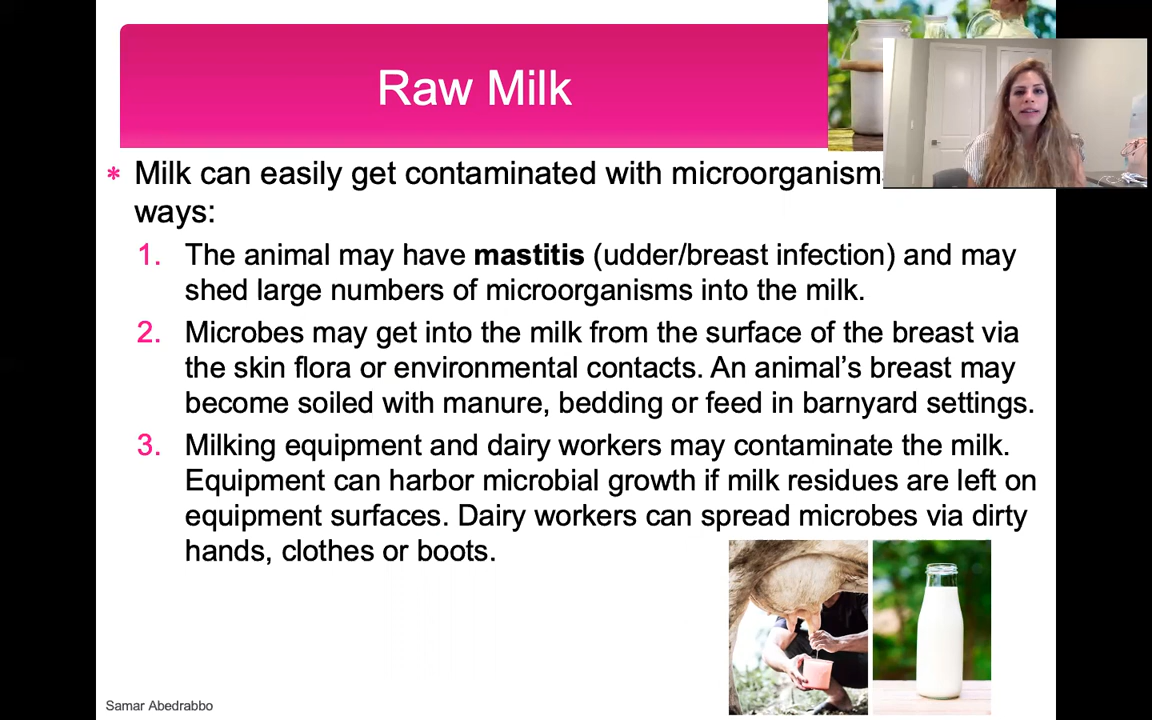 Raw Milk
* Milk can easily get contaminated with
ways:
1. The animal may have mastitis (udder/breast infection) and may
shed large numbers of microorganisms into the milk.
2. Microbes may get into the milk from the surface of the breast via
the skin flora or environmental contacts. An animal’s breast may
become soiled with manure, bedding or feed in barnyard settings.
3. Milking equipment and dairy workers may contaminate the milk.
Equipment can harbor microbial growth if milk residues are left on
equipment surfaces. Dairy workers can spread microbes via dirty
hands, clothes or boots.
Samar Abedrabbo